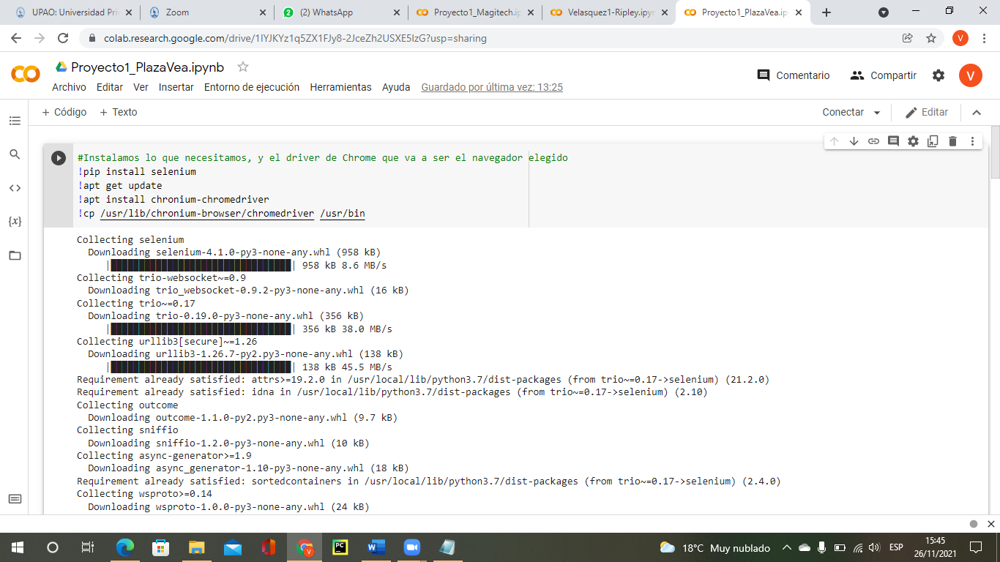 UPAO: Universidad Pri
Zoom
(2) WhatsApp
Proyecto1_Magitech.ip
Velasquez1-Ripley.ipyn
Proyecto1_PlazaVea.ip
colab.research.google.com/drive/1IYJKYz1q5ZX1FJy8-2JceZh2USXE5lzG?usp=sharing
V
Proyecto1_PlazaVea.ipynb
Comentario
Compartir
V
Archivo Editar Ver Insertar Entorno de ejecución Herramientas Ayuda Guardado por última vez: 13:25
+ Código + Texto
Conectar
Editar
#Instalamos lo que necesitamos, y el driver de Chrome que va a ser el navegador elegido
!pip install selenium
!apt get update
!apt install chronium-chromedriver
!cp /usr/lib/chronium-browser/chromedriver /usr/bin
Collecting selenium
Downloading selenium-4.1.0-py3-none-any.whl (958 kB)
| | 958 kB 8.6 MB/s
Collecting trio-websocket~=0.9
Downloading trio_websocket-0.9.2-py3-none-any.whl (16 kB)
Collecting trio~=0.17
Downloading trio-0.19.0-py3-none-any.whl (356 kB)
| | 356 kB 38.0 MB/s
Collecting urllib3[secure]~=1.26
Downloading urllib3-1.26.7-py2.py3-none-any.whl (138 kB)
| | 138 kB 45.5 MB/s
Requirement already satisfied: attrs>=19.2.0 in /usr/local/lib/python3.7/dist-packages (from trio~=0.17->selenium) (21.2.0)
Requirement already satisfied: idna in /usr/local/lib/python3.7/dist-packages (from trio~=0.17->selenium) (2.10)
Collecting outcome
Downloading outcome-1.1.0-py2.py3-none-any.whl (9.7 kB)
Collecting sniffio
Downloading sniffio-1.2.0-py3-none-any.whl (10 kB)
Collecting async-generator>=1.9
Downloading async_generator-1.10-py3-none-any.whl (18 kB)
Requirement already satisfied: sortedcontainers in /usr/local/lib/python3.7/dist-packages (from trio~=0.17->selenium) (2.4.0)
Collecting wsproto>=0.14
Downloading wsproto-1.0.0-py3-none-any.whl (24 kB)
18°C Muy nublado
ESP
15:45
26/11/2021